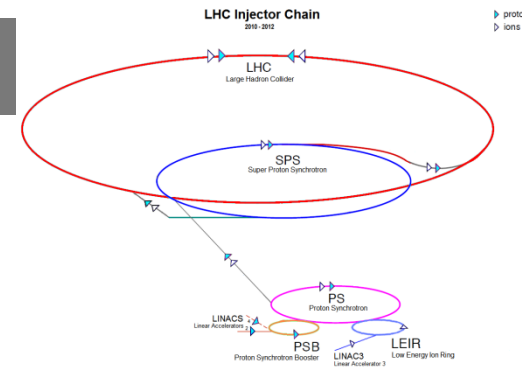 LHC Injector Chain
2010 - 2012
proto
ions
LHC
Large Hadron Collider
SPS
Super Proton Synchrotron
PS
Proton Synchrotron
LINACS
Linear Accelerators
PSB
Proton Synchrotron Booster
LINAC3
Linear Accelerator 3
LEIR
Low Energy Ion Ring